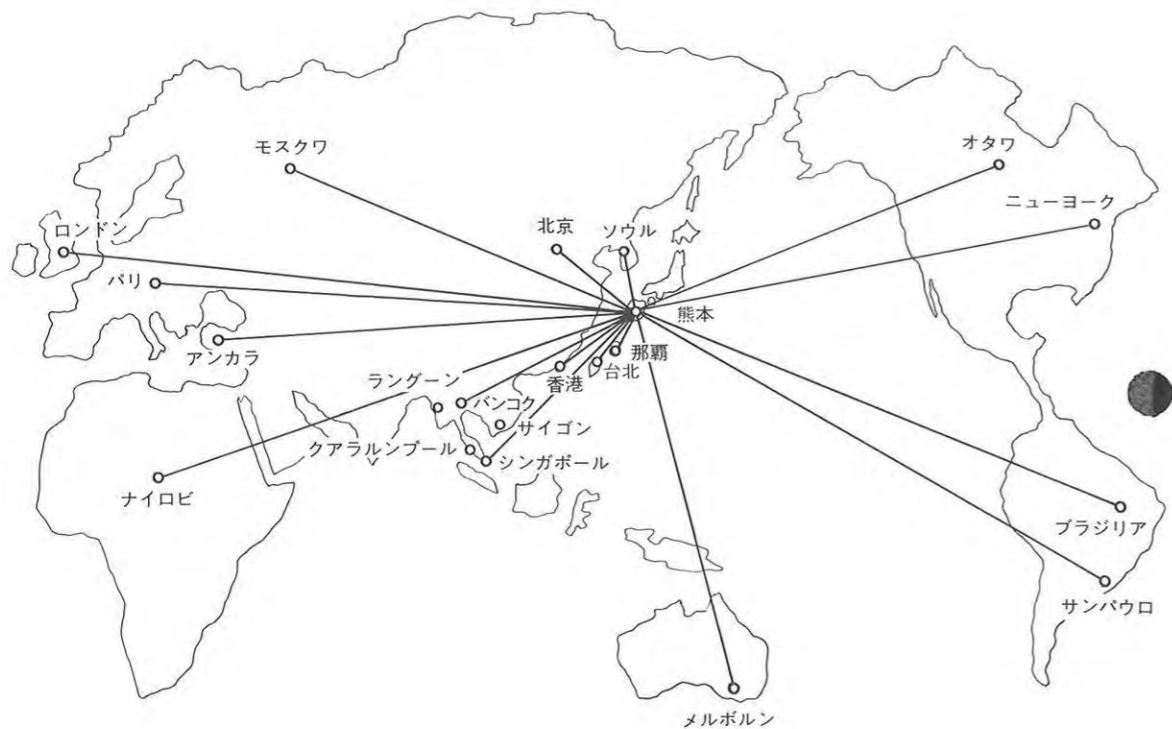 モスクワ
オタワ
ニューヨーク
ロンドン
北京
ソウル
パリ
熊本
アンカラ
那覇
台北
香港
ラングーン
バンコク
サイゴン
クアラルンプール
シンガポール
ナイロビ
ブラジリア
サンパウロ
メルボルン